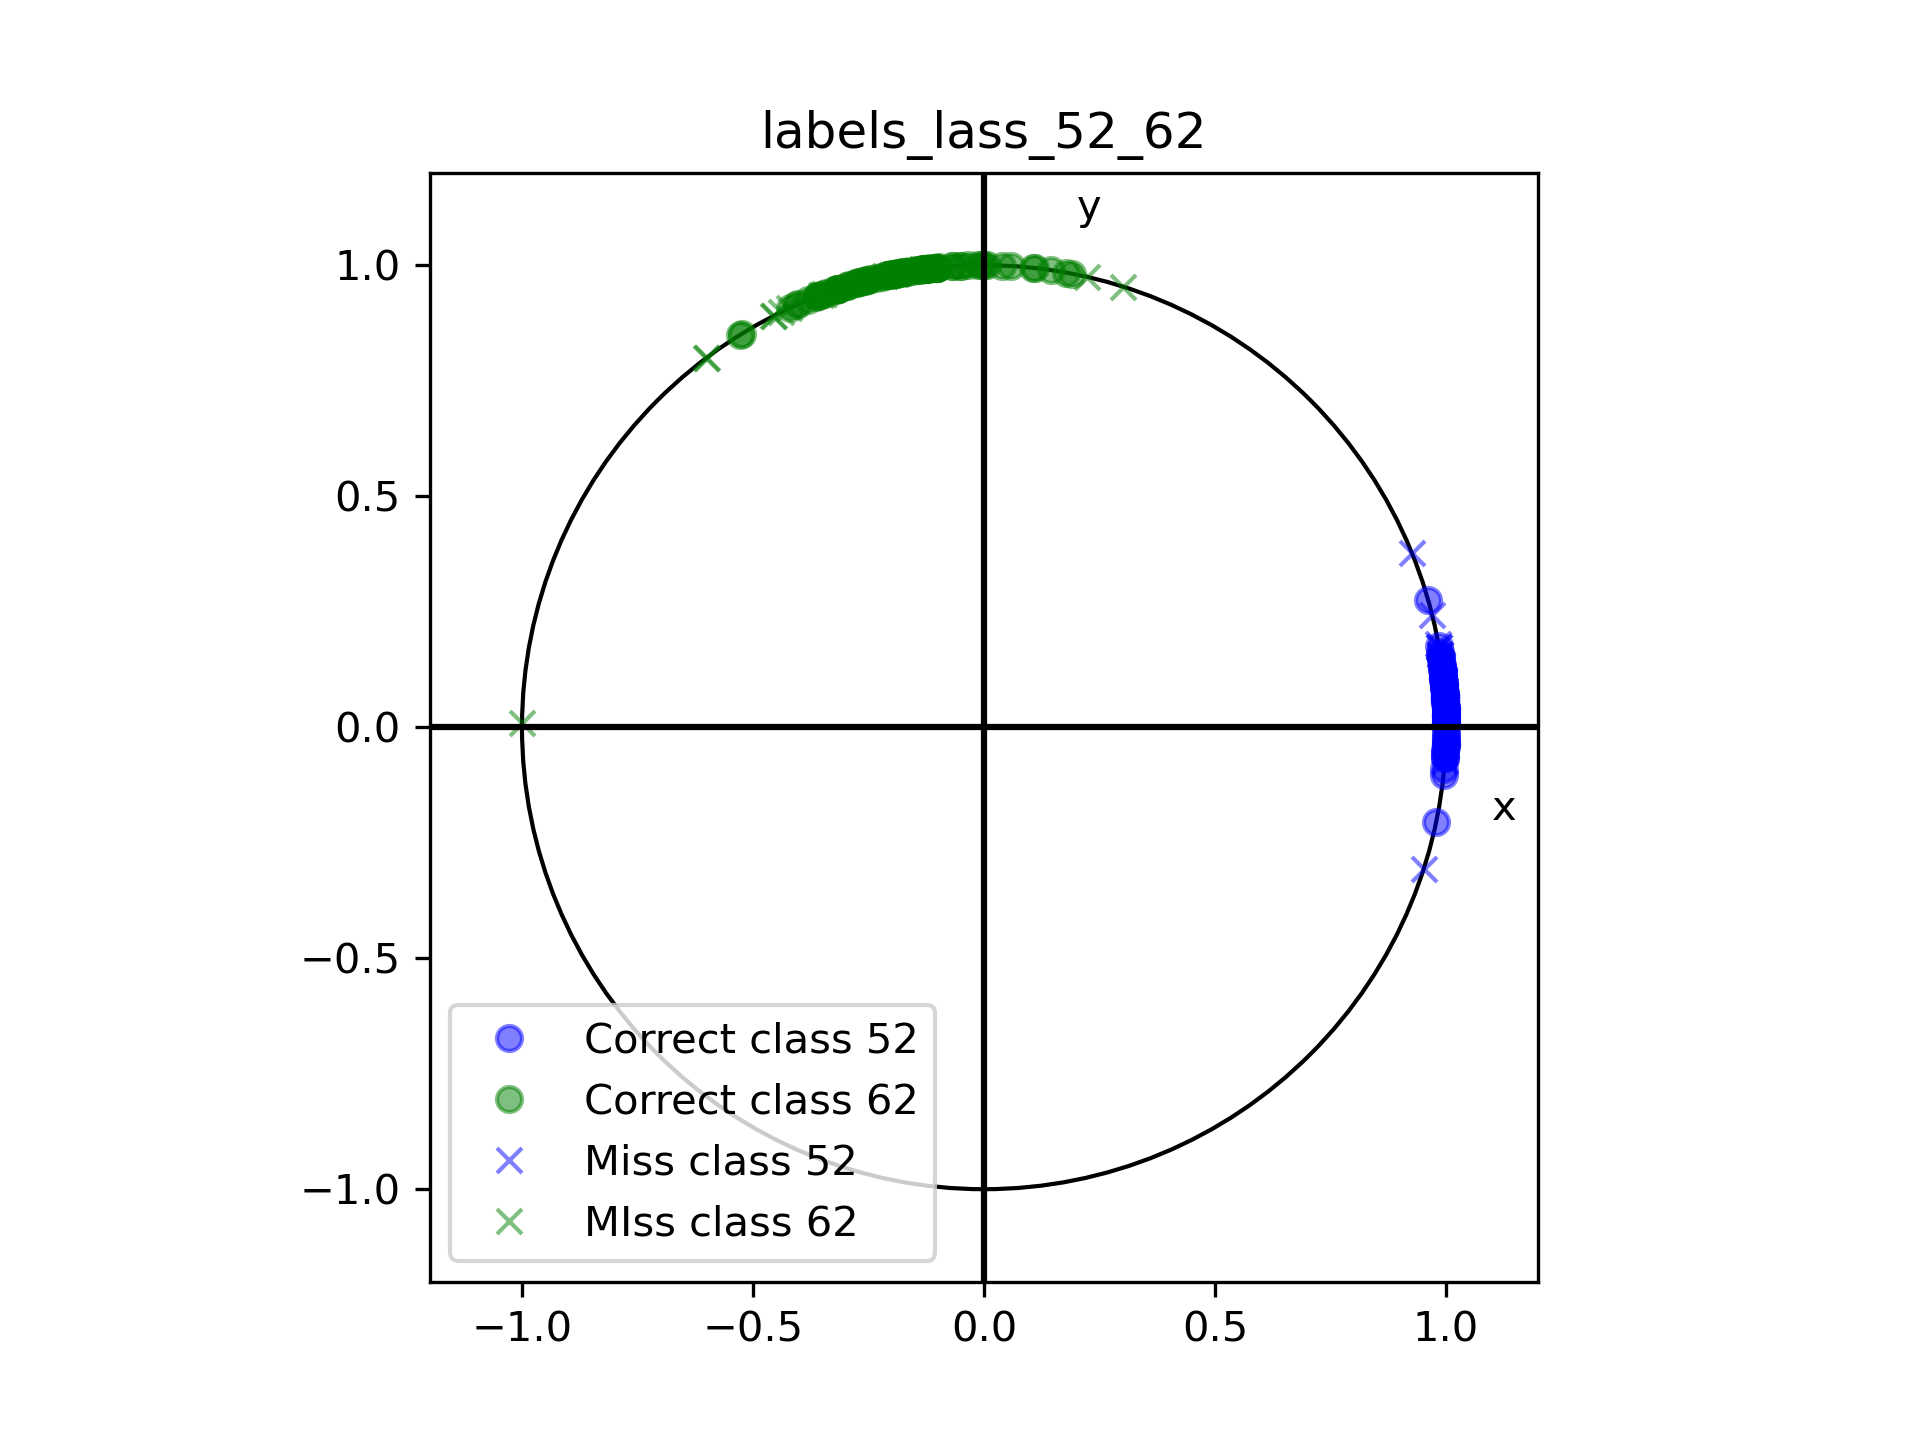 labels_lass_52_62
y
1.0
0.5
0.0
−0.5
−1.0
x
Correct class 52
Correct class 62
Miss class 52
MIss class 62
−1.0 −0.5 0.0 0.5 1.0